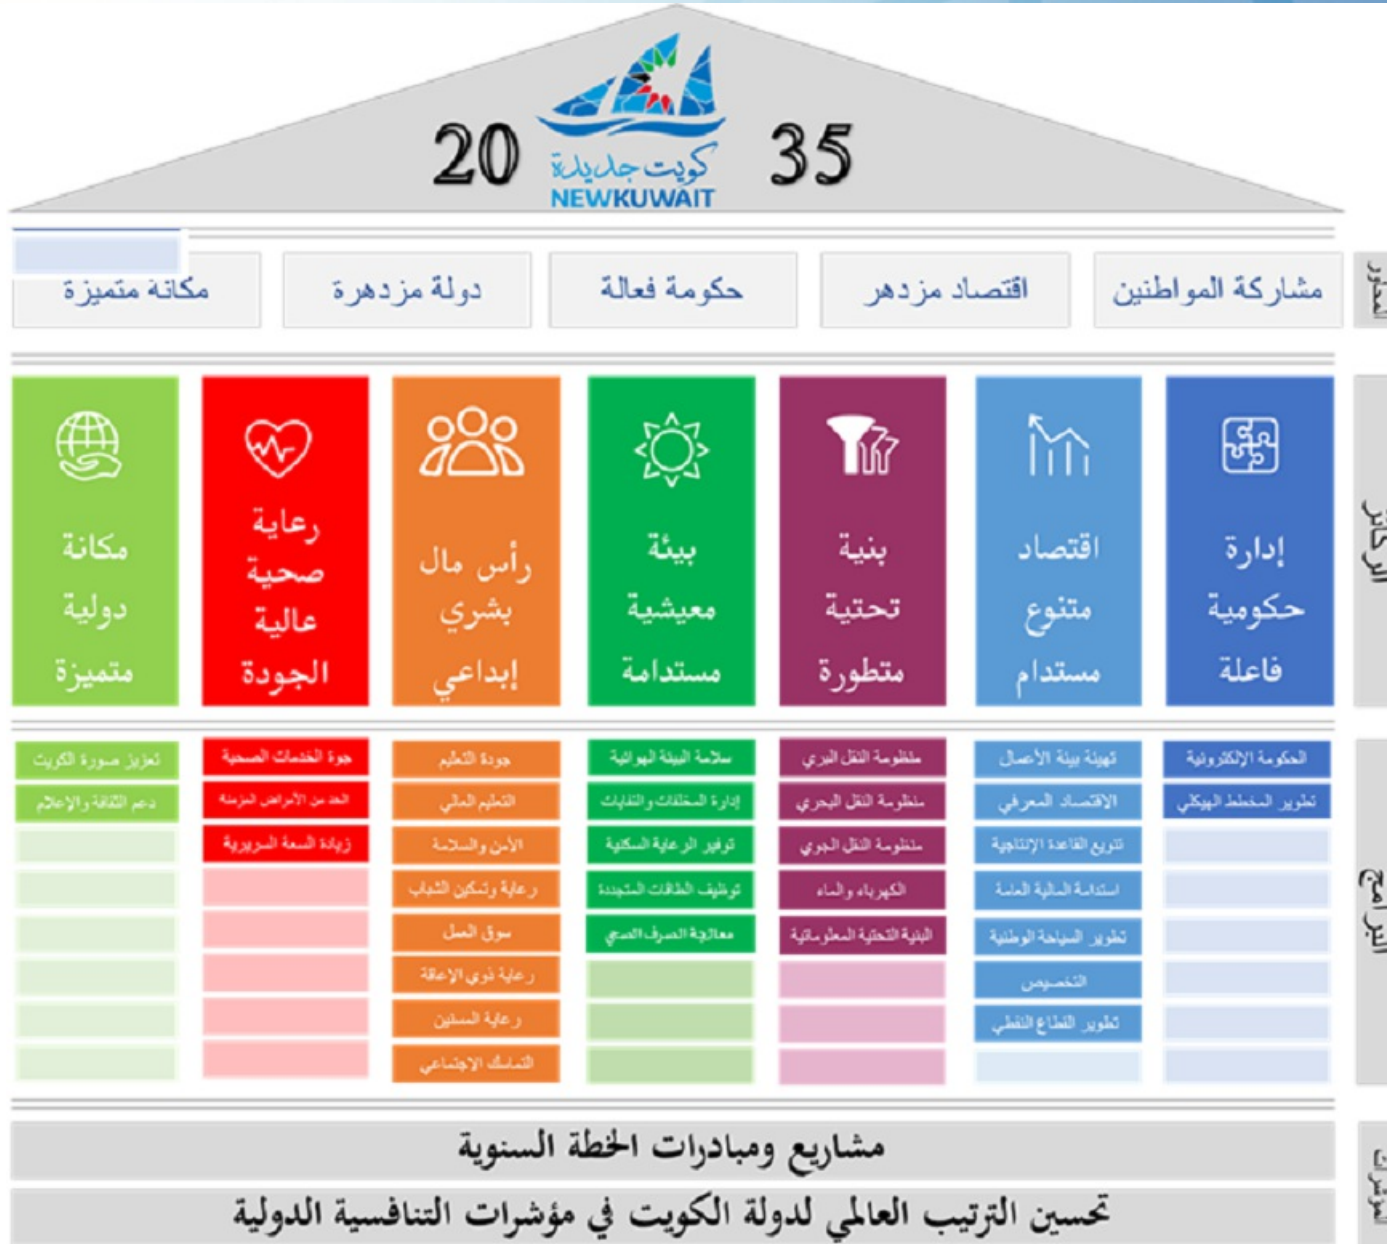 20 35
كويت جديدة
NEWKUWAIT
المحاور
مشاركة المواطنين
اقتصاد مزدهر
حكومة فعالة
دولة مزدهرة
مكانة متميزة
الركائز
إدارة
حكومية
فاعلة
اقتصاد
متنوع
مستدام
بنية
تحتية
متطورة
بيئة
معيشية
مستدامة
رأس مال
بشري
إبداعي
رعاية
صحية
عالية
الجودة
مكانة
دولية
متميزة
البرامج
الحكومة الإلكترونية
تطوير المخطط الهيكلي
تهيئة بيئة الأعمال
الاقتصاد المعرفي
تنويع القاعدة الإنتاجية
استدامة المالية العامة
تطوير السياحة الوطنية
التخصيص
تطوير القطاع النفطي
منظومة النقل البري
منظومة النقل البحري
منظومة النقل الجوي
الكهرباء والماء
البنية التحتية المعلوماتية
سلامة البيئة الهوائية
إدارة المخلفات والنفايات
توفير الرعاية السكنية
توظيف الطاقات المتجددة
معالجة الصرف الصحي
جودة التعليم
التعليم المالي
الأمن والسلامة
رعاية وتمكين الشباب
سوق العمل
رعاية ذوي الإعاقة
رعاية المسنين
التماسك الاجتماعي
جودة الخدمات الصحية
الحد من الأمراض المزمنة
زيادة السعة السريرية
تعزيز صورة الكويت
دعم الثقافة والإعلام
المؤشرات
مشاريع ومبادرات الخطة السنوية
تحسين الترتيب العالمي لدولة الكويت في مؤشرات التنافسية الدولية